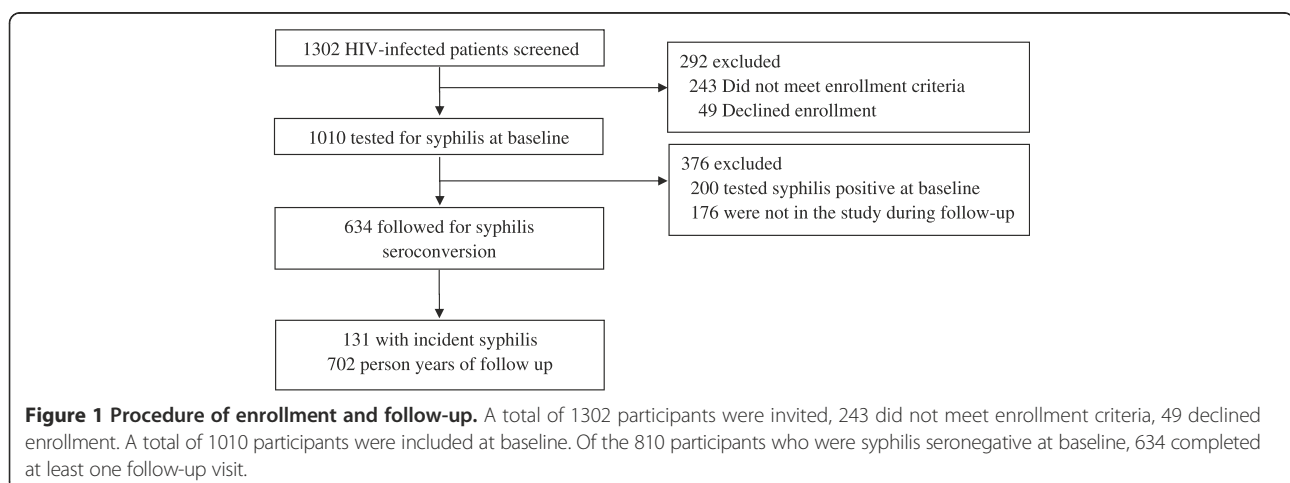 1302 HIV-infected patients screened
292 excluded
243 Did not meet enrollment criteria
49 Declined enrollment
1010 tested for syphilis at baseline
376 excluded
200 tested syphilis positive at baseline
176 were not in the study during follow-up
634 followed for syphilis
seroconversion
131 with incident syphilis
702 person years of follow up
Figure 1 Procedure of enrollment and follow-up. A total of 1302 participants were invited, 243 did not meet enrollment criteria, 49 declined
enrollment. A total of 1010 participants were included at baseline. Of the 810 participants who were syphilis seronegative at baseline, 634 completed
at least one follow-up visit.